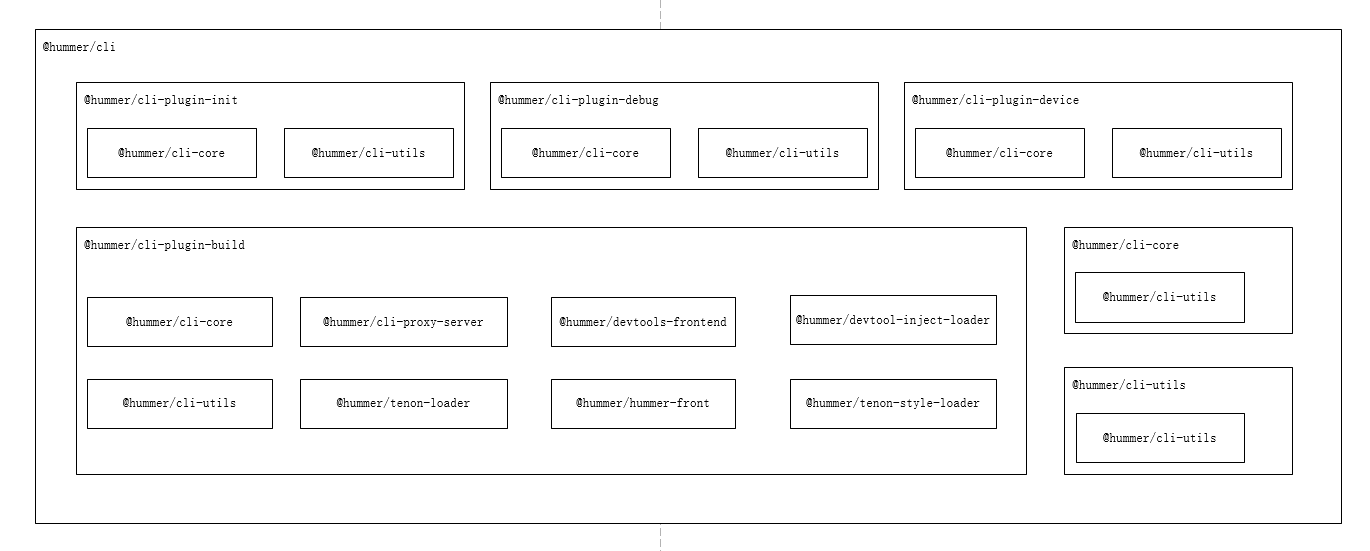 @hummer/cli
@hummer/cli-plugin-init
@hummer/cli-core
@hummer/cli-utils
@hummer/cli-plugin-debug
@hummer/cli-core
@hummer/cli-utils
@hummer/cli-plugin-device
@hummer/cli-core
@hummer/cli-utils
@hummer/cli-plugin-build
@hummer/cli-core
@hummer/cli-proxy-server
@hummer/devtools-frontend
@hummer/devtool-inject-loader
@hummer/cli-utils
@hummer/tenon-loader
@hummer/hummer-front
@hummer/tenon-style-loader
@hummer/cli-core
@hummer/cli-utils
@hummer/cli-utils
@hummer/cli-utils